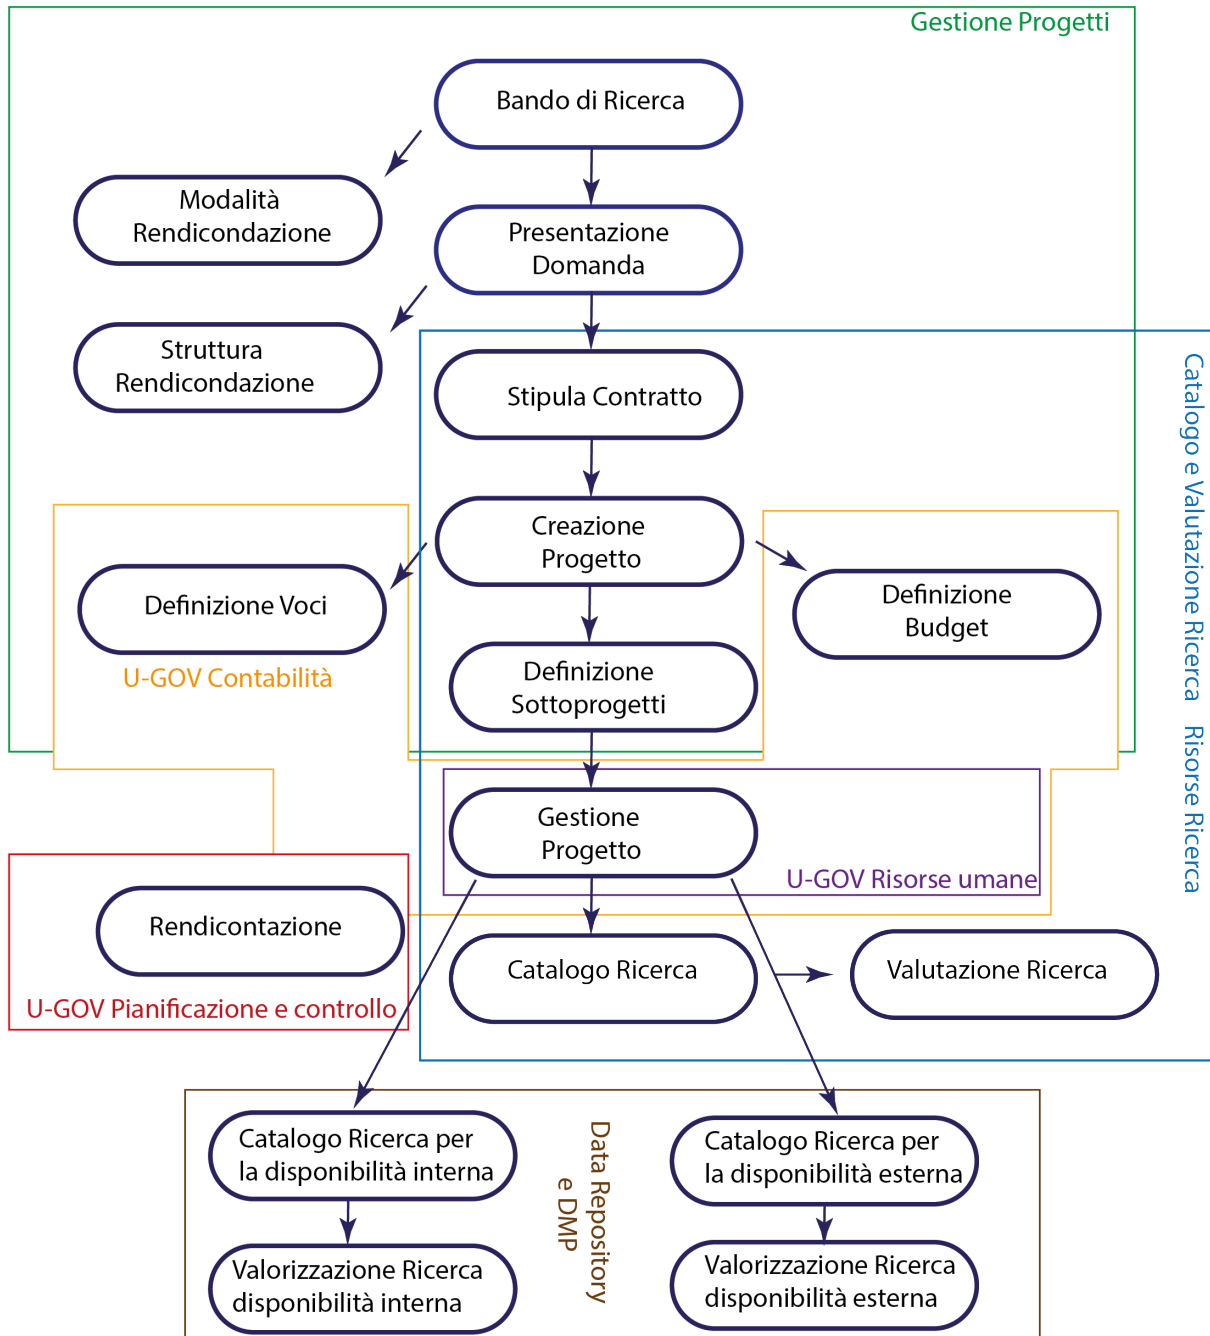 Gestione Progetti
Bando di Ricerca
Modalità
Rendicondazione
Presentazione
Domanda
Struttura
Rendicondazione
Stipula Contratto
Catalogo e Valutazione Ricerca Risorse Ricerca
Creazione
Progetto
Definizione Voci
U-GOV Contabilità
Definizione
Budget
Definizione
Sottoprogetti
Gestione
Progetto
U-GOV Risorse umane
Rendicontazione
U-GOV Pianificazione e controllo
Catalogo Ricerca
Valutazione Ricerca
Catalogo Ricerca per
la disponibilità interna
Data Repository
e DMP
Catalogo Ricerca per
la disponibilità esterna
Valorizzazione Ricerca
disponibilità interna
Valorizzazione Ricerca
disponibilità esterna